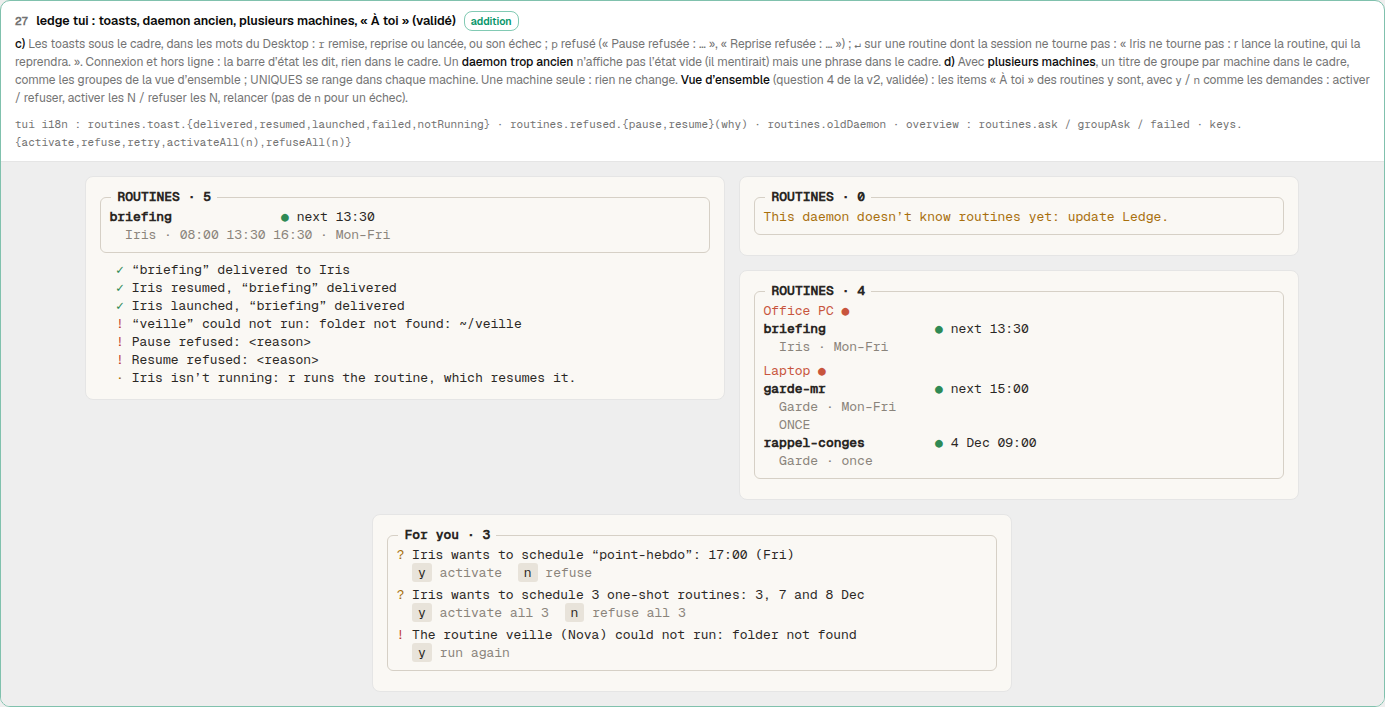 27 ledge tui : toasts, daemon ancien, plusieurs machines, « À toi » (validé) addition
c) Les toasts sous le cadre, dans les mots du Desktop : r remise, reprise ou lancée, ou son échec ; p refusé (« Pause refusée : … », « Reprise refusée : … ») ; ↵ sur une routine dont la session ne tourne pas : « Iris ne tourne pas : r lance la routine, qui la
reprendra. ». Connexion et hors ligne : la barre d'état les dit, rien dans le cadre. Un daemon trop ancien n'affiche pas l'état vide (il mentirait) mais une phrase dans le cadre. d) Avec plusieurs machines, un titre de groupe par machine dans le cadre,
comme les groupes de la vue d'ensemble ; UNIQUES se range dans chaque machine. Une machine seule : rien ne change. Vue d'ensemble (question 4 de la v2, validée) : les items « À toi » des routines y sont, avec y / n comme les demandes : activer
/ refuser, activer les N / refuser les N, relancer (pas de n pour un échec).
tui i18n : routines.toast.{delivered,resumed,launched,failed,notRunning} · routines.refused.{pause,resume}(why) · routines.oldDaemon · overview : routines.ask / groupAsk / failed · keys.
{activate,refuse,retry,activateAll(n),refuseAll(n)}
ROUTINES · 5
briefing ● next 13:30
Iris · 08:00 13:30 16:30 · Mon–Fri
✓ “briefing” delivered to Iris
✓ Iris resumed, “briefing” delivered
✓ Iris launched, “briefing” delivered
! “veille” could not run: folder not found: ~/veille
! Pause refused: <reason>
! Resume refused: <reason>
· Iris isn't running: r runs the routine, which resumes it.
ROUTINES · 0
This daemon doesn't know routines yet: update Ledge.
ROUTINES · 4
Office PC ●
briefing ● next 13:30
Iris · Mon–Fri
Laptop ●
garde-mr ● next 15:00
Garde · Mon–Fri
ONCE
rappel-conges ● 4 Dec 09:00
Garde · once
For you · 3
? Iris wants to schedule “point-hebdo”: 17:00 (Fri)
y activate n refuse
? Iris wants to schedule 3 one-shot routines: 3, 7 and 8 Dec
y activate all 3 n refuse all 3
! The routine veille (Nova) could not run: folder not found
y run again